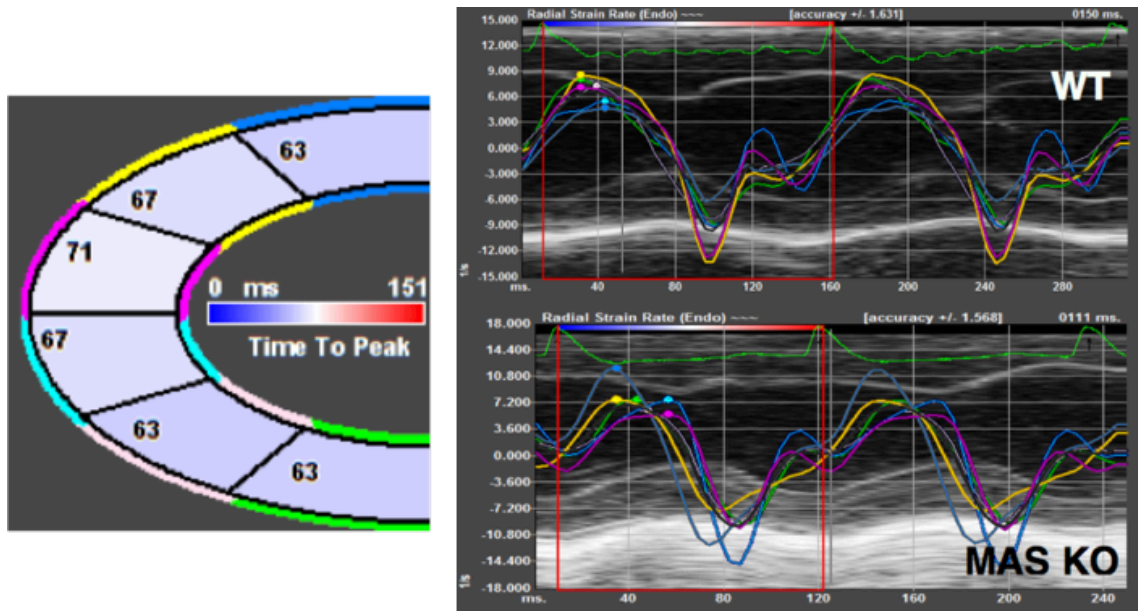 63
67
71
0 ms 151
Time To Peak
67
63
63
Radial Strain Rate (Endo) ~~~ [accuracy +/- 1.631] 0150 ms.
15.000
12.000
9.000
6.000
3.000
0.000
-3.000
-6.000
-9.000
-12.000
-15.000
1/s
WT
ms. 40 80 120 160 200 240 280
Radial Strain Rate (Endo) ~~~ [accuracy +/- 1.568] 0111 ms.
18.000
14.400
10.800
7.200
3.600
0.000
-3.600
-7.200
-10.800
-14.400
-18.000
1/s
MAS KO
ms. 40 80 120 160 200 240